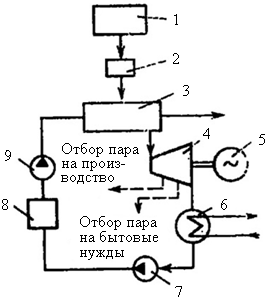 1
2
3
Отбор пара
на произ-
водство
4
5
~
9
8
Отбор пара
на бытовые
нужды
6
7